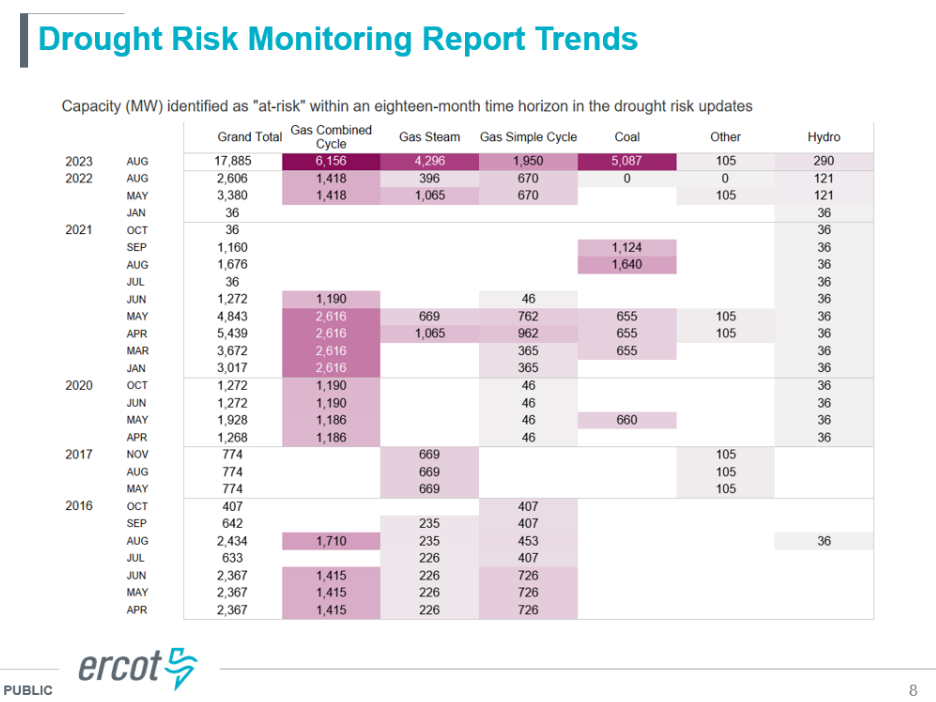 Drought Risk Monitoring Report Trends
Capacity (MW) identified as "at-risk" within an eighteen-month time horizon in the drought risk updates
Grand Total Gas Combined Cycle Gas Steam Gas Simple Cycle Coal Other Hydro
2023 AUG 17,885 6,156 4,296 1,950 5,087 105 290
2022 AUG 2,606 1,418 396 670 0 0 121
MAY 3,380 1,418 1,065 670 105 121
JAN 36 36
2021 OCT 36 36
SEP 1,160 1,124 36
AUG 1,676 1,640 36
JUL 36 36
JUN 1,272 1,190 46 36
MAY 4,843 2,616 669 762 655 105 36
APR 5,439 2,616 1,065 962 655 105 36
MAR 3,672 2,616 365 655 36
JAN 3,017 2,616 365 36
2020 OCT 1,272 1,190 46 36
JUN 1,272 1,190 46 36
MAY 1,928 1,186 46 660 36
APR 1,268 1,186 46 36
2017 NOV 774 669 105
AUG 774 669 105
MAY 774 669 105
2016 OCT 407 407
SEP 642 235 407
AUG 2,434 1,710 235 453 36
JUL 633 226 407
JUN 2,367 1,415 226 726
MAY 2,367 1,415 226 726
APR 2,367 1,415 226 726
ercot
PUBLIC
8